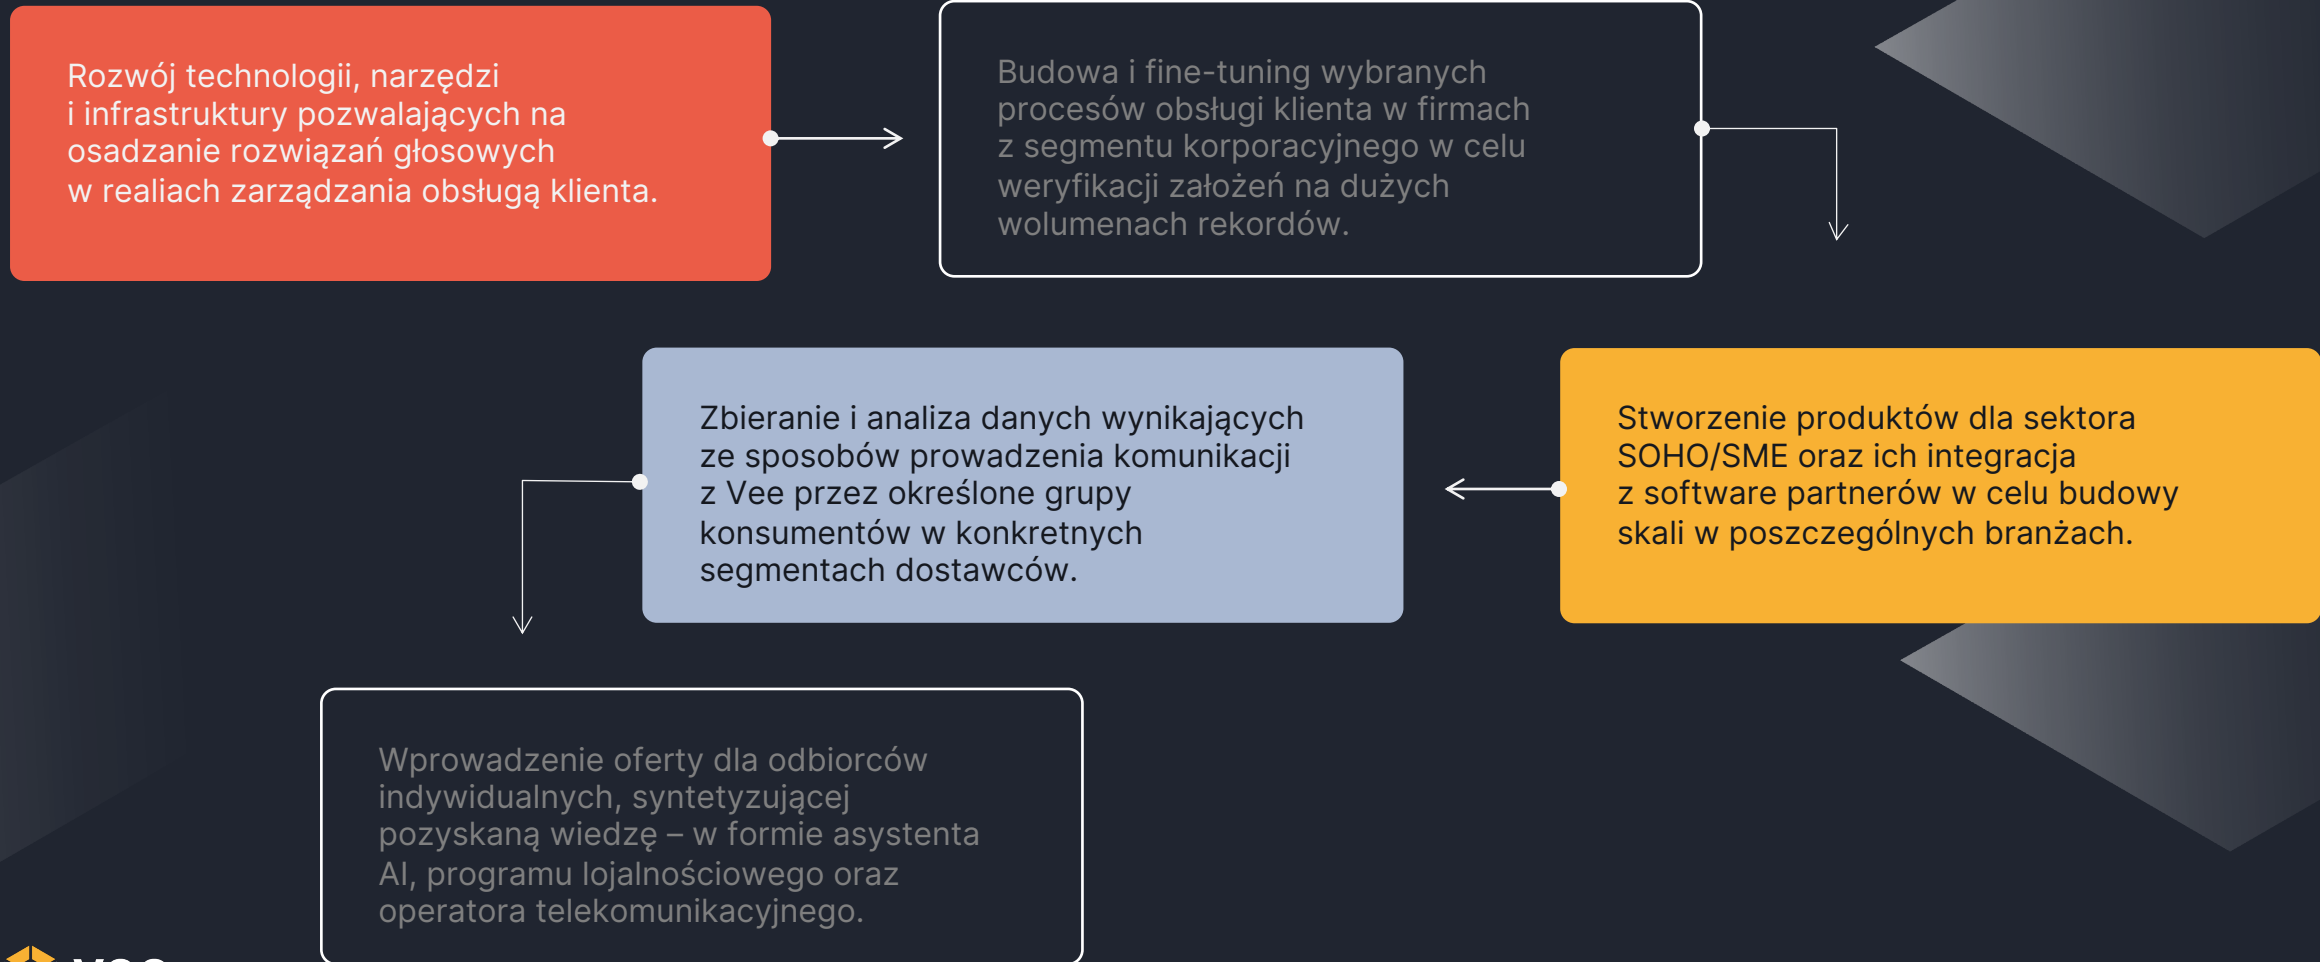 Rozwój technologii, narzędzi
i infrastruktury pozwalających na
osadzanie rozwiązań głosowych
w realiach zarządzania obsługą klienta.
Budowa i fine-tuning wybranych
procesów obsługi klienta w firmach
z segmentu korporacyjnego w celu
weryfikacji założeń na dużych
wolumenach rekordów.
Stworzenie produktów dla sektora
SOHO/SME oraz ich integracja
z software partnerów w celu budowy
skali w poszczególnych branżach.
Zbieranie i analiza danych wynikających
ze sposobów prowadzenia komunikacji
z Vee przez określone grupy
konsumentów w konkretnych
segmentach dostawców.
Wprowadzenie oferty dla odbiorców
indywidualnych, syntetyzującej
pozyskaną wiedzę – w formie asystenta
AI, programu lojalnościowego oraz
operatora telekomunikacyjnego.